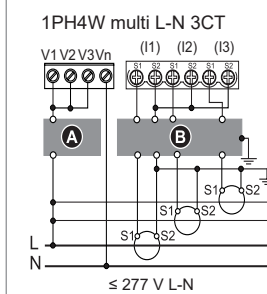 1PH4W multi L-N 3CT
V1 V2 V3 Vn (I1) (I2) (I3)
S1 S2 S1 S2 S1 S2
A B
S1 S2
S1 S2
L S1 S2
N
≤ 277 V L-N